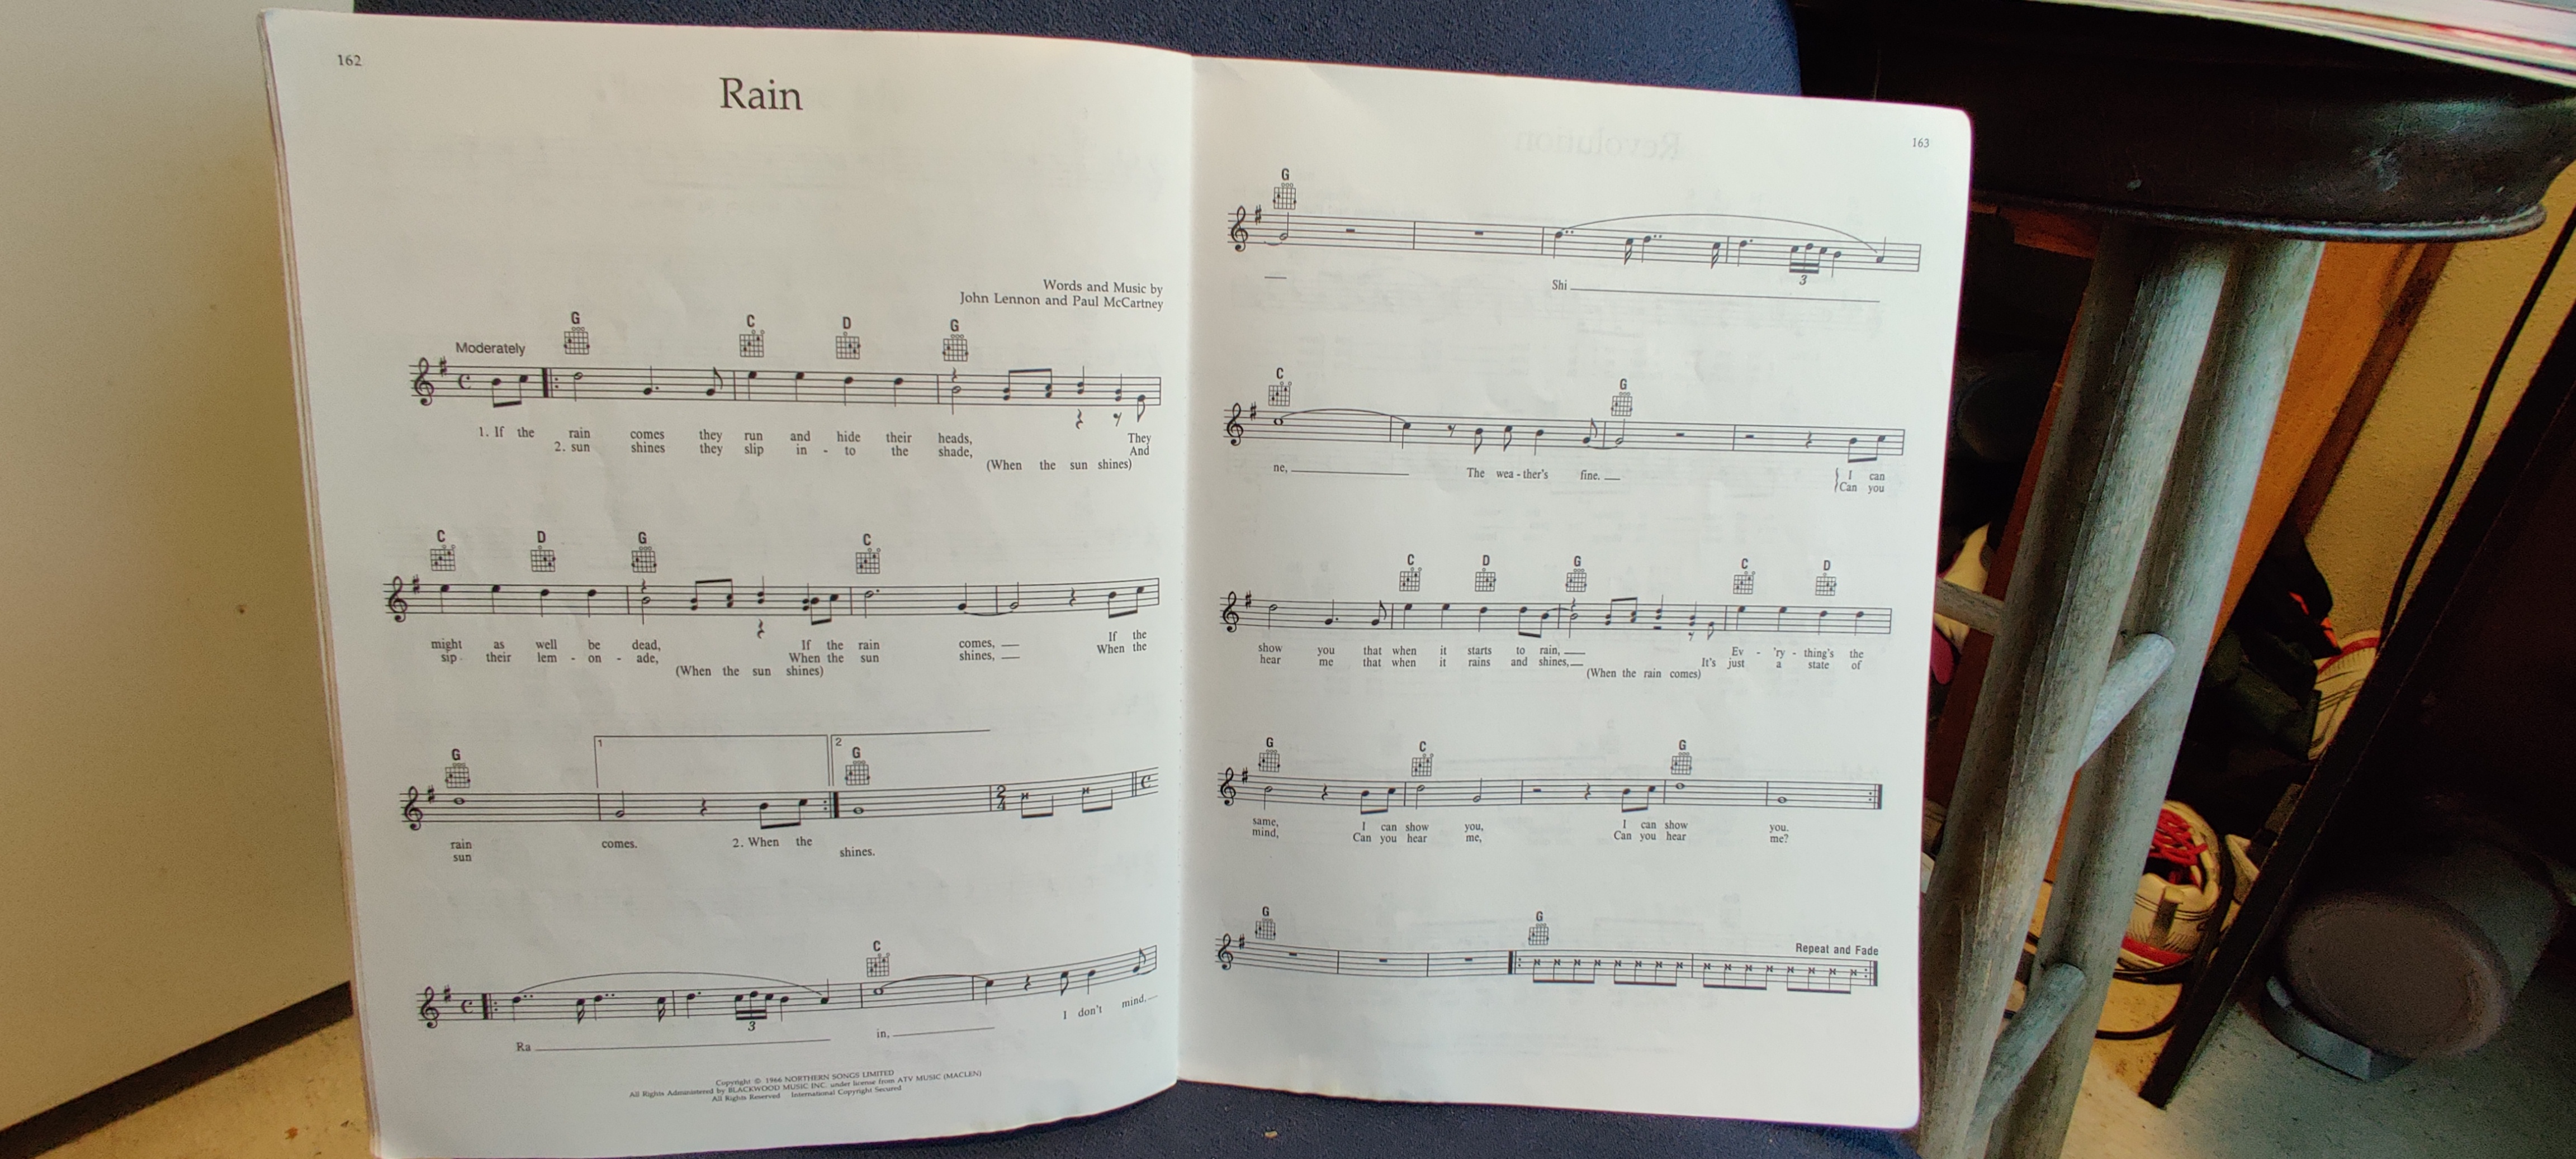 162
Rain
Words and Music by
John Lennon and Paul McCartney
Moderately
G C D G
1. If the rain comes they run and hide their heads, They
2. sun shines they slip in - to the shade, And
(When the sun shines)
C D G C
might as well be dead, If the rain comes, If the
sip their lem - on - ade, When the sun shines, When the
(When the sun shines)
1 2
G G
2
4
rain comes. 2. When the
sun shines.
C
3
Ra in, I don't mind,
Copyright © 1966 NORTHERN SONGS LIMITED
All Rights Administered by BLACKWOOD MUSIC INC. under license from ATV MUSIC (MACLEN)
All Rights Reserved International Copyright Secured
163
Revolution
G
3
Shi
C G
ne, The wea - ther's fine. I can
Can you
C D G C D
show you that when it starts to rain, Ev - 'ry - thing's the
hear me that when it rains and shines, It's just a state of
(When the rain comes)
G C G
same, I can show you, I can show you.
mind, Can you hear me, Can you hear me?
G G
Repeat and Fade